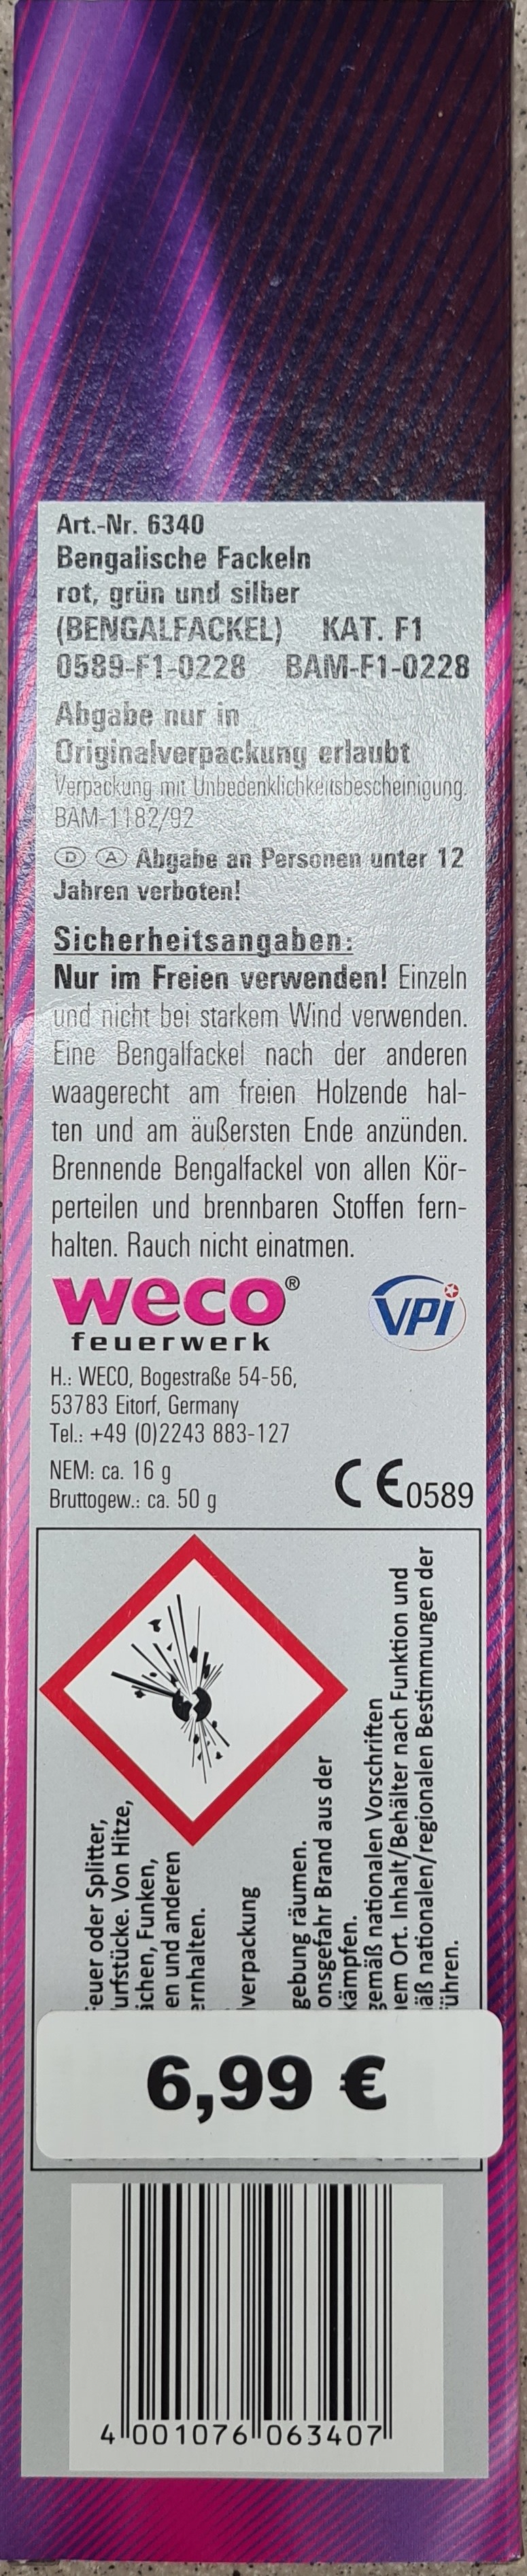 Art.-Nr. 6340
Bengalische Fackeln
rot, grün und silber
(BENGALFACKEL) KAT. F1
0589-F1-0228 BAM-F1-0228
Abgabe nur in
Originalverpackung erlaubt
Verpackung mit Unbedenklichkeitsbescheinigung.
BAM-1182/92
D A Abgabe an Personen unter 12
Jahren verboten!
Sicherheitsangaben:
Nur im Freien verwenden! Einzeln
und nicht bei starkem Wind verwenden.
Eine Bengalfackel nach der anderen
waagerecht am freien Holzende hal-
ten und am äußersten Ende anzünden.
Brennende Bengalfackel von allen Kör-
perteilen und brennbaren Stoffen fern-
halten. Rauch nicht einatmen.
weco®
feuerwerk
VPI
H.: WECO, Bogestraße 54-56,
53783 Eitorf, Germany
Tel.: +49 (0)2243 883-127
NEM: ca. 16 g
Bruttogew.: ca. 50 g
CE 0589
euer oder Splitter,
urfstücke. Von Hitze,
ächen, Funken,
en und anderen
ernhalten.
verpackung
gebung räumen.
onsgefahr Brand aus der
kämpfen.
gemäß nationalen Vorschriften
em Ort. Inhalt/Behälter nach Funktion und
äß nationalen/regionalen Bestimmungen der
ühren.
6,99 €
4 001076 063407